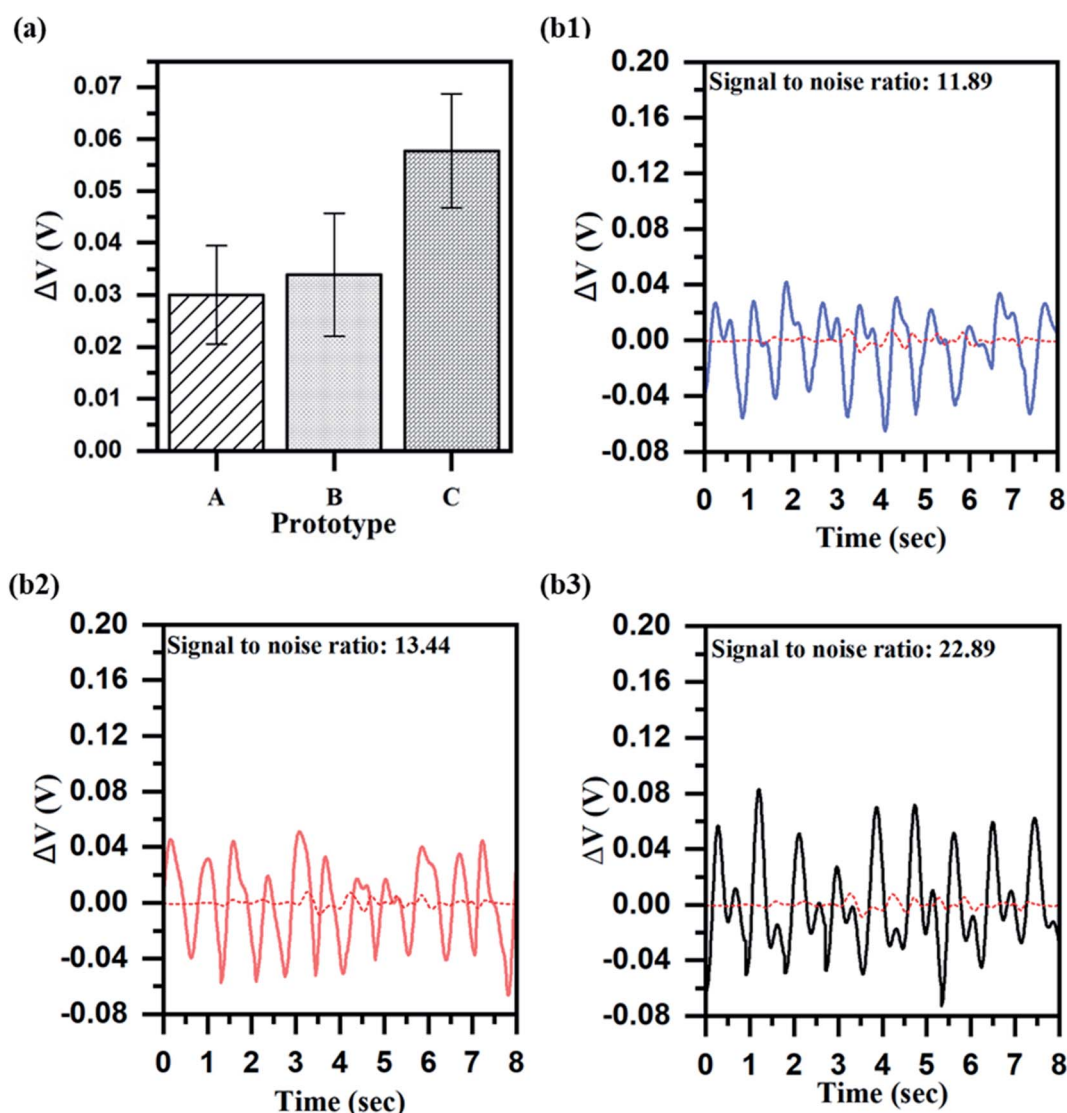 (a)
0.07
0.06
0.05
0.04
0.03
0.02
0.01
0.00
ΔV (V)
A B C
Prototype
(b1)
Signal to noise ratio: 11.89
0.20
0.16
0.12
0.08
0.04
0.00
-0.04
-0.08
ΔV (V)
0 1 2 3 4 5 6 7 8
Time (sec)
(b2)
Signal to noise ratio: 13.44
0.20
0.16
0.12
0.08
0.04
0.00
-0.04
-0.08
ΔV (V)
0 1 2 3 4 5 6 7 8
Time (sec)
(b3)
Signal to noise ratio: 22.89
0.20
0.16
0.12
0.08
0.04
0.00
-0.04
-0.08
ΔV (V)
0 1 2 3 4 5 6 7 8
Time (sec)